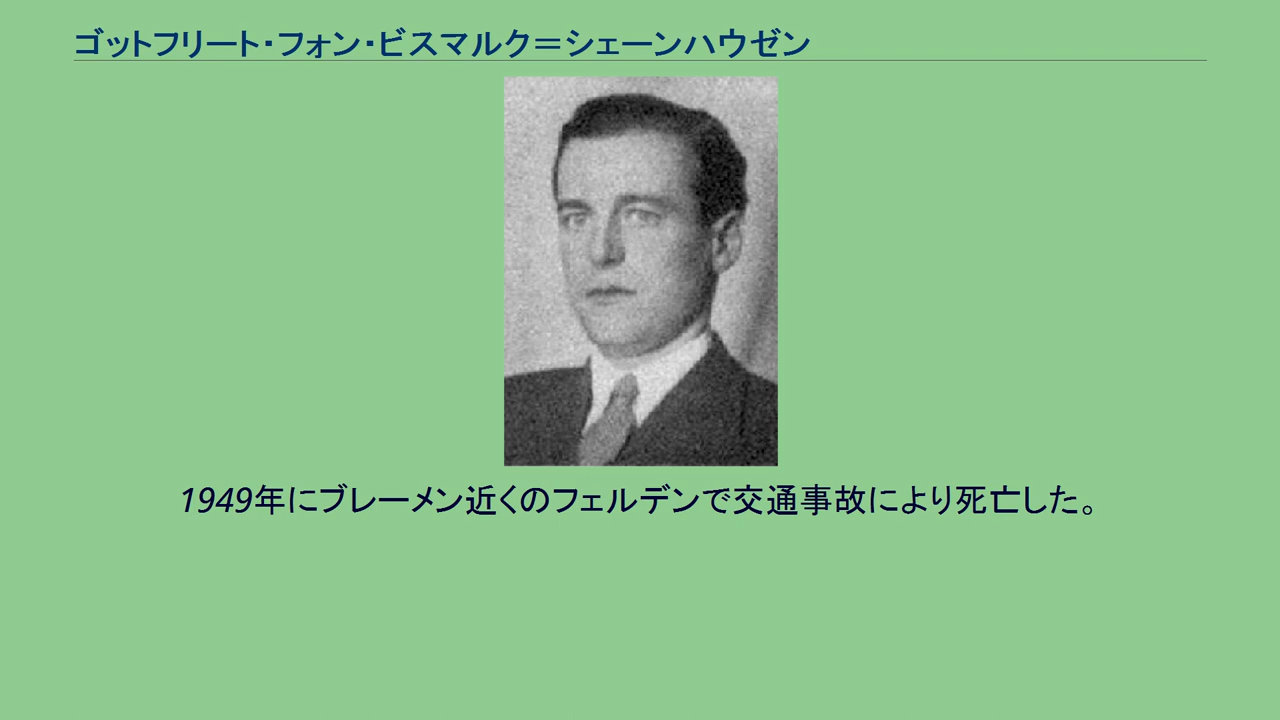 ゴットフリート・フォン・ビスマルク＝シェーンハウゼン
1949年にブレーメン近くのフェルデンで交通事故により死亡した。